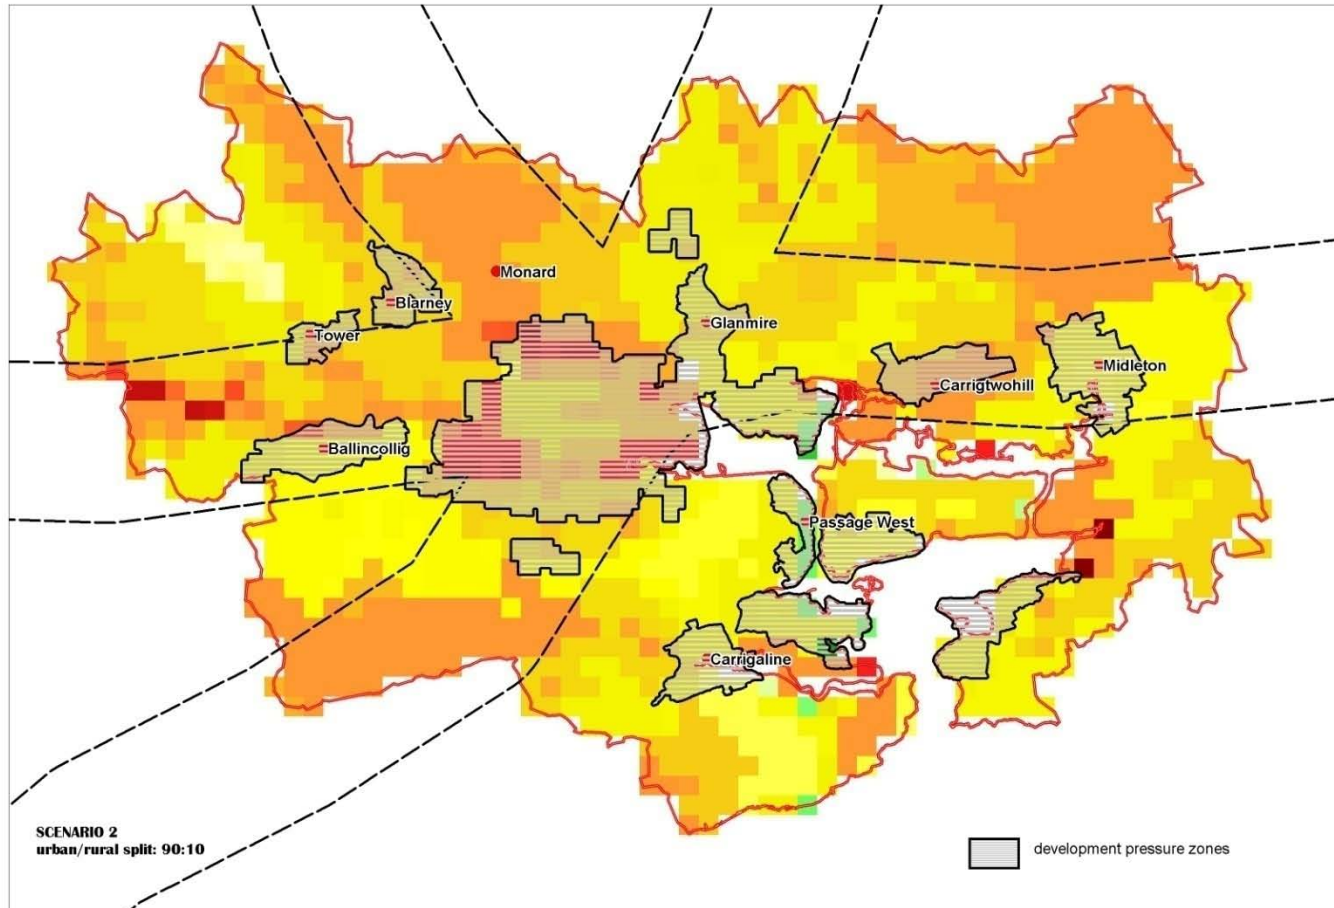 Monard
Blarney
Tower
Glanmire
Midleton
Carrigtwohill
Ballincollig
Passage West
Carrigaline
SCENARIO 2
urban/rural split: 90:10
development pressure zones